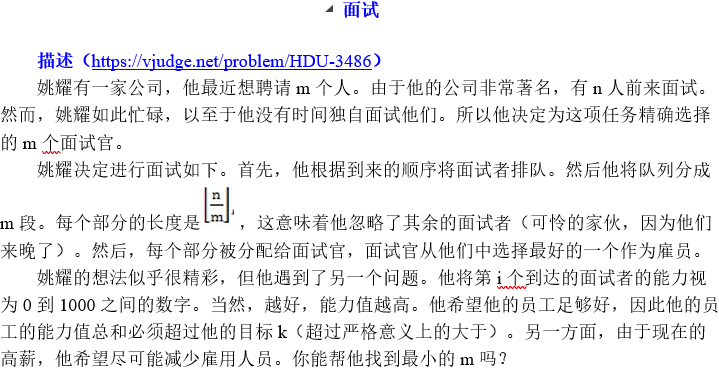 面试
描述（https://vjudge.net/problem/HDU-3486）
姚耀有一家公司，他最近想聘请 m 个人。由于他的公司非常著名，有 n 人前来面试。
然而，姚耀如此忙碌，以至于他没有时间独自面试他们。所以他决定为这项任务精确选择
的 m 个面试官。
姚耀决定进行面试如下。首先，他根据到来的顺序将面试者排队。然后他将队列分成
m 段。每个部分的长度是⌊n/m⌋，这意味着他忽略了其余的面试者（可怜的家伙，因为他们
来晚了）。然后，每个部分被分配给面试官，面试官从他们中选择最好的一个作为雇员。
姚耀的想法似乎很精彩，但他遇到了另一个问题。他将第 i 个到达的面试者的能力视
为 0 到 1000 之间的数字。当然，越好，能力值越高。他希望他的员工足够好，因此他的员
工的能力值总和必须超过他的目标 k（超过严格意义上的大于）。另一方面，由于现在的
高薪，他希望尽可能减少雇用人员。你能帮他找到最小的 m 吗？